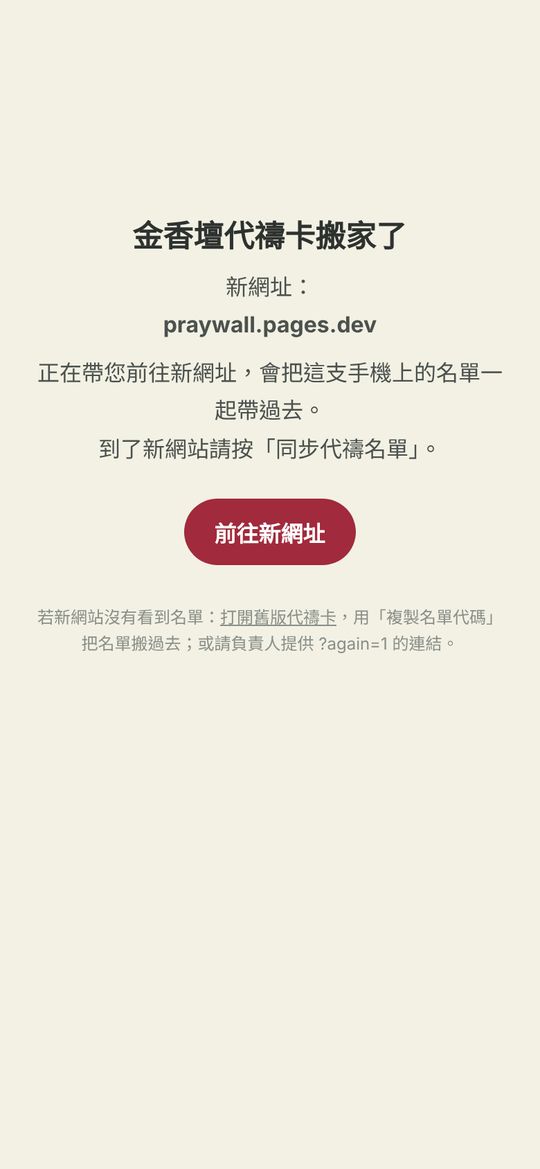 金香壇代禱卡搬家了
新網址：
praywall.pages.dev
正在帶您前往新網址，會把這支手機上的名單一
起帶過去。
到了新網站請按「同步代禱名單」。
前往新網址
若新網站沒有看到名單：打開舊版代禱卡，用「複製名單代碼」
把名單搬過去；或請負責人提供 ?again=1 的連結。